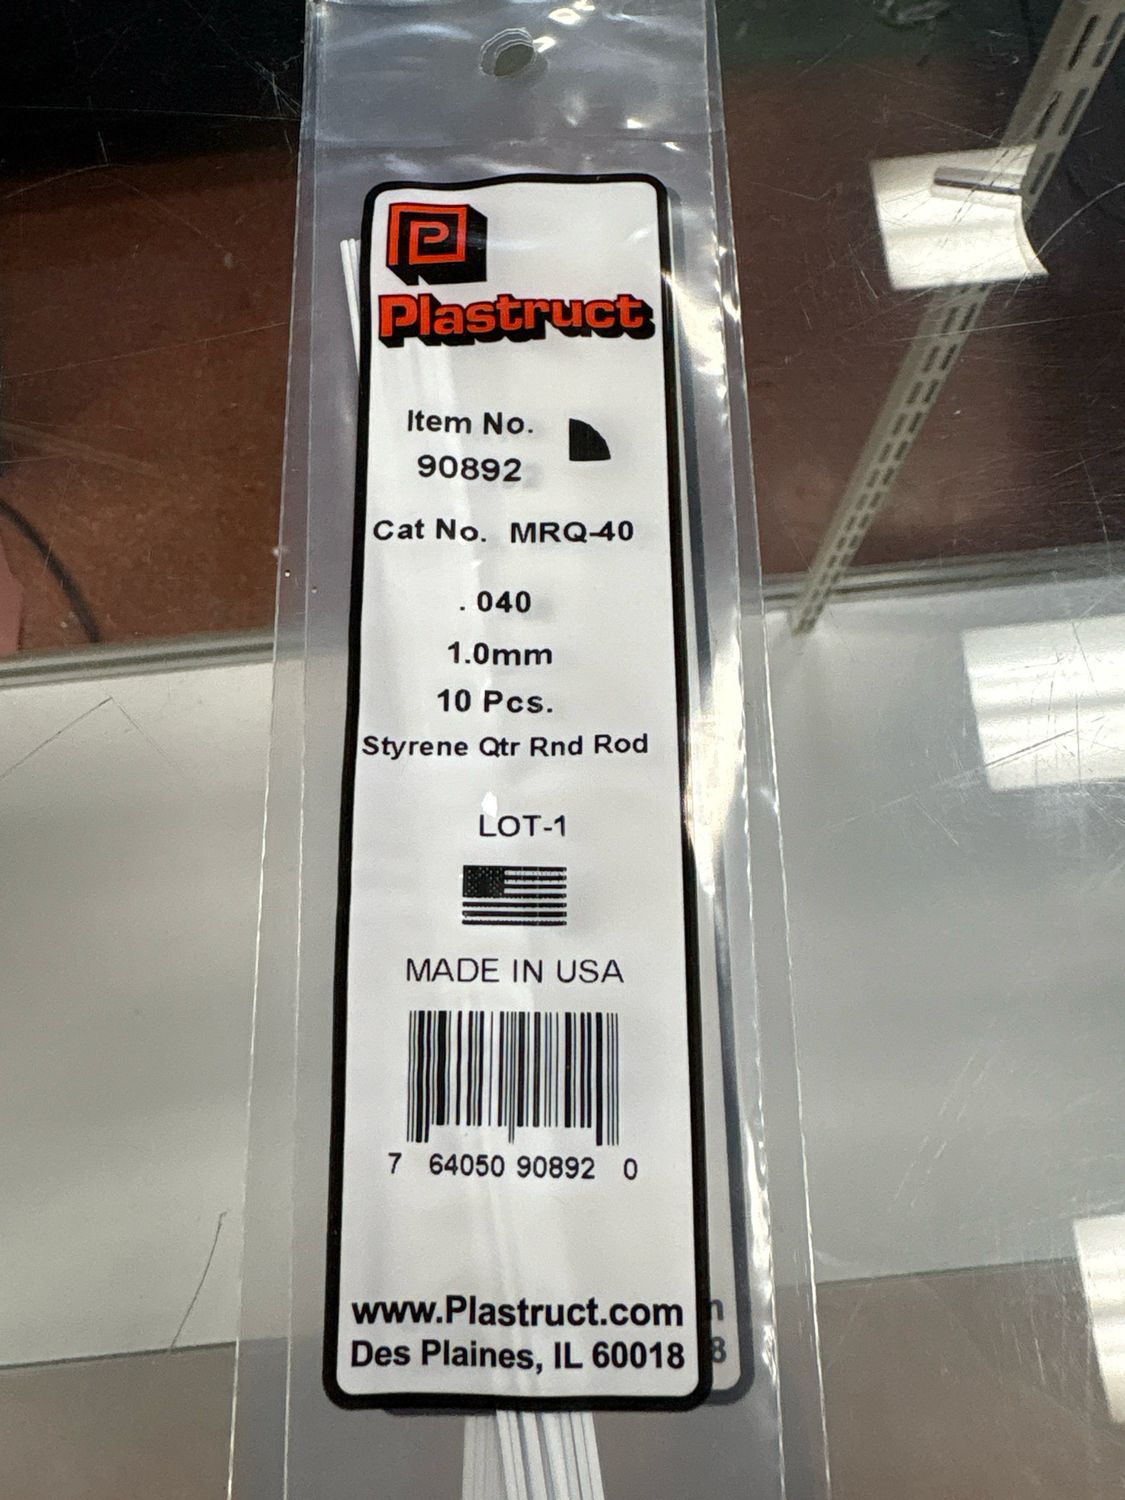 P
Plastruct
Item No.
90892
Cat No. MRQ-40
. 040
1.0mm
10 Pcs.
Styrene Qtr Rnd Rod
LOT-1
MADE IN USA
7 64050 90892 0
www.Plastruct.com
n
Des Plaines, IL 60018
8